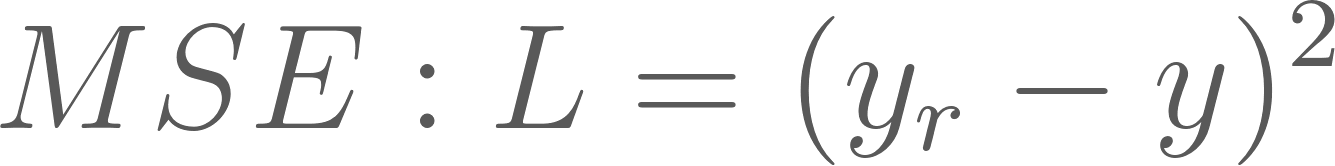 MSE : L = (y_r − y)^2